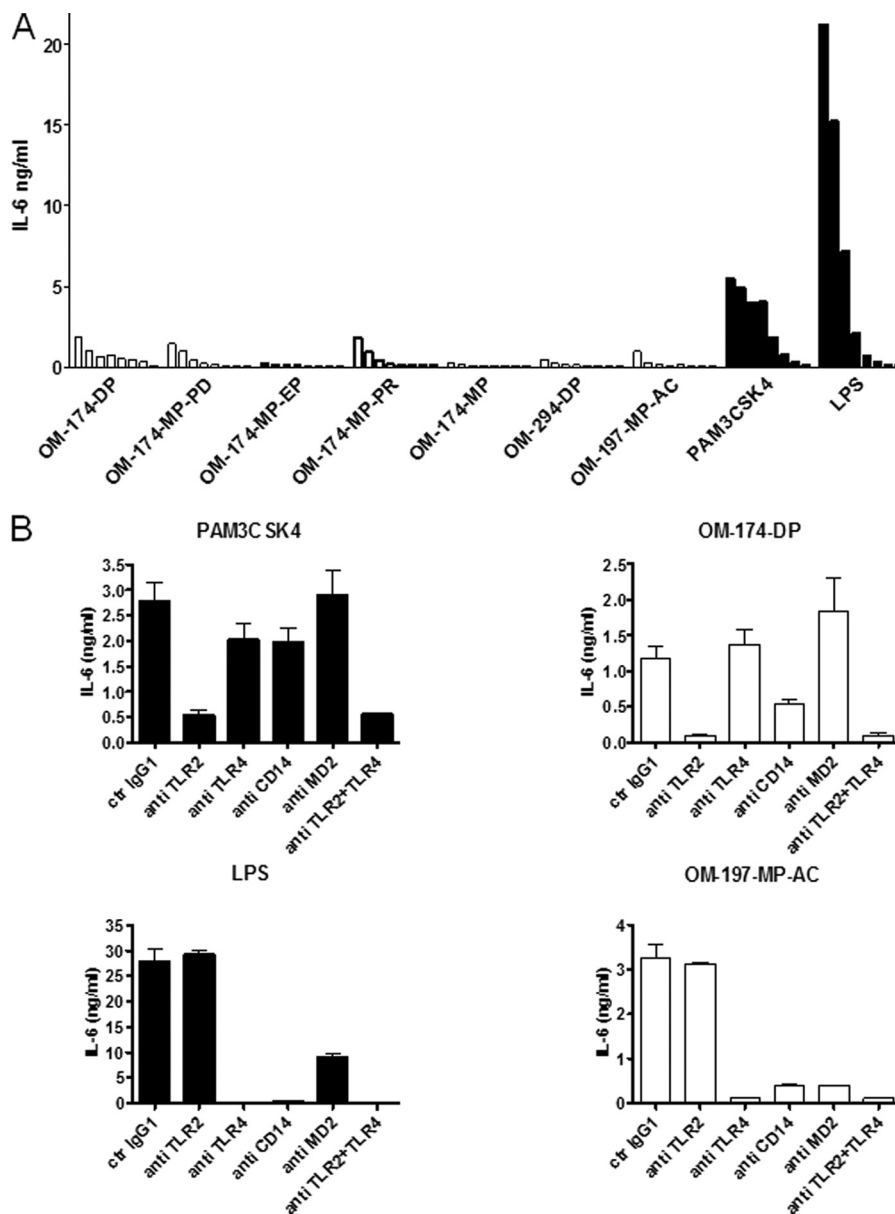 A
IL-6 ng/ml
20
15
10
5
0
OM-174-DP
OM-174-MP-PD
OM-174-MP-EP
OM-174-MP-PR
OM-174-MP
OM-294-DP
OM-197-MP-AC
PAM3CSK4
LPS
B
PAM3CSK4
IL-6 (ng/ml)
3.5
3.0
2.5
2.0
1.5
1.0
0.5
0.0
ctr IgG1
anti TLR2
anti TLR4
anti CD14
anti MD2
anti TLR2+TLR4
OM-174-DP
IL-6 (ng/ml)
2.5
2.0
1.5
1.0
0.5
0.0
ctr IgG1
anti TLR2
anti TLR4
anti CD14
anti MD2
anti TLR2+TLR4
LPS
IL-6 (ng/ml)
35
30
25
20
15
10
5
0
ctr IgG1
anti TLR2
anti TLR4
anti CD14
anti MD2
anti TLR2+TLR4
OM-197-MP-AC
IL-6 (ng/ml)
4
3
2
1
0
ctr IgG1
anti TLR2
anti TLR4
anti CD14
anti MD2
anti TLR2+TLR4